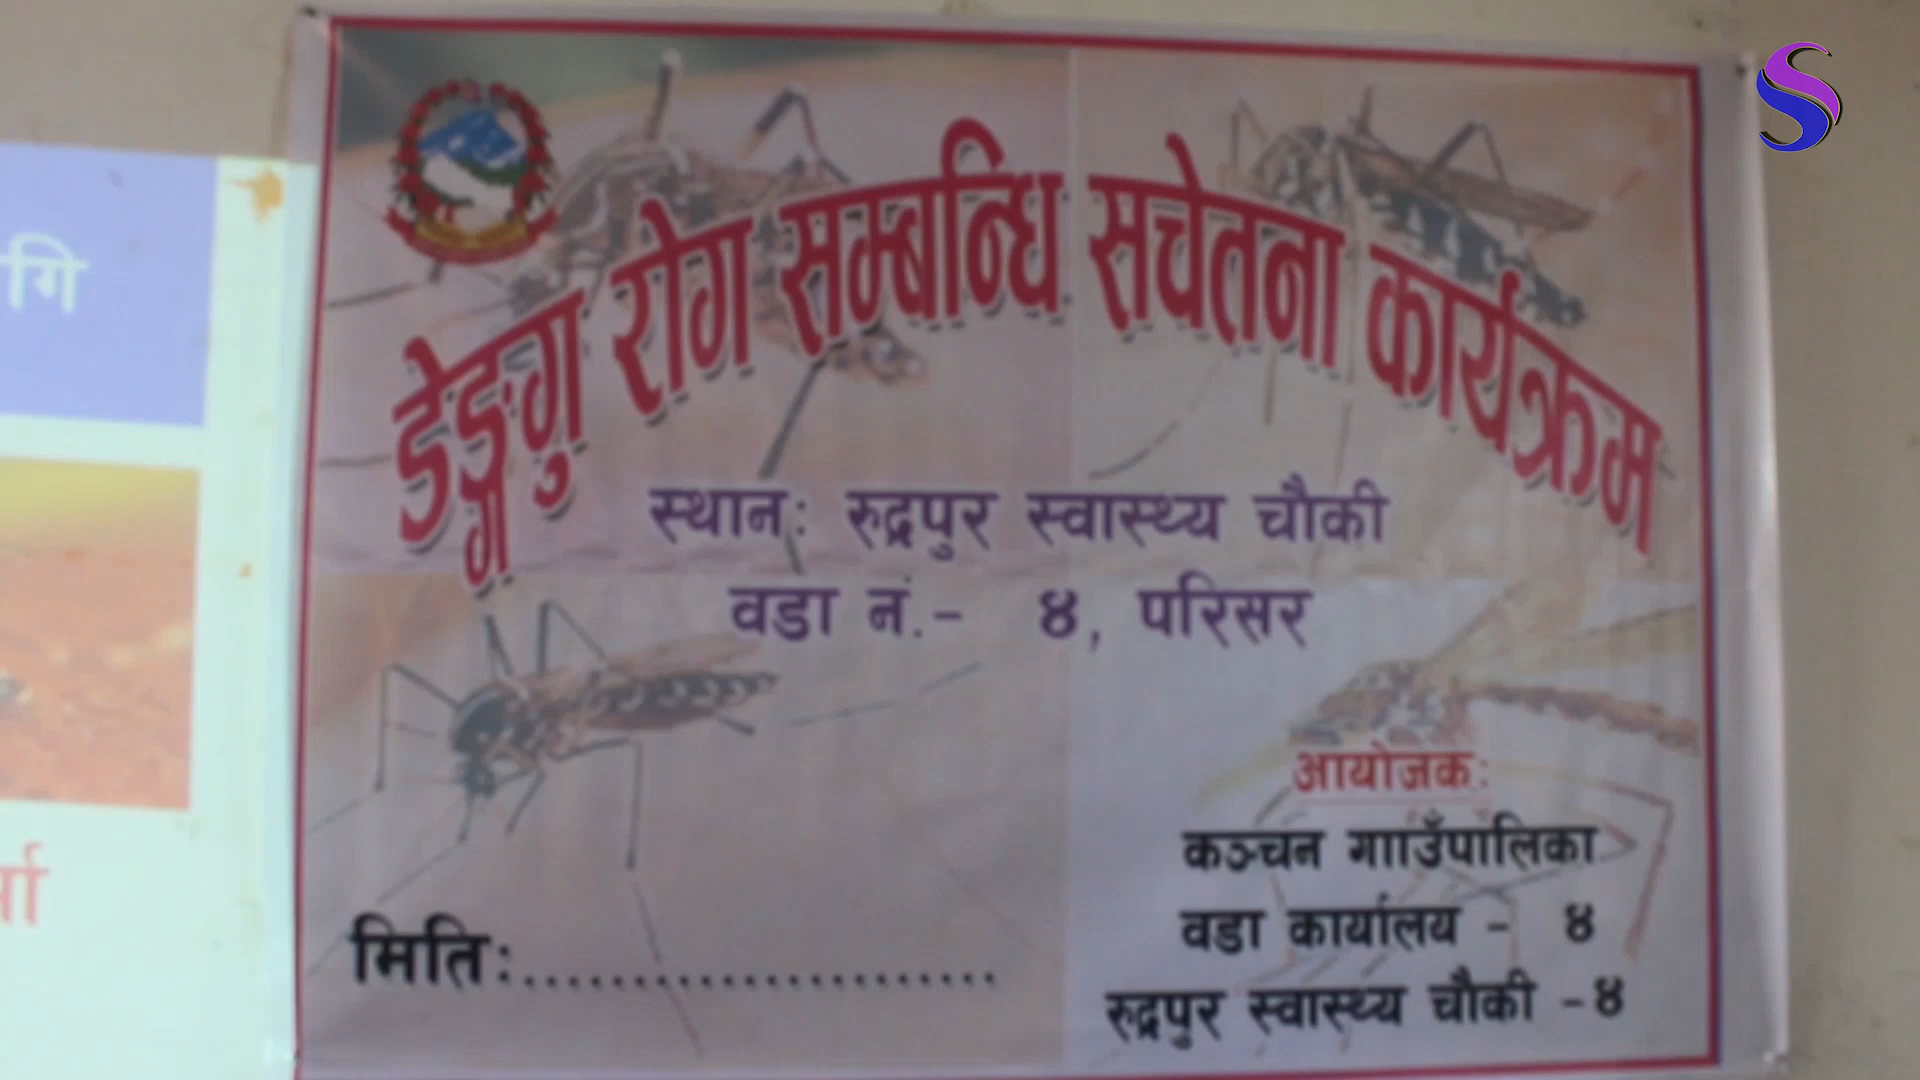 डेङ्ग्गु रोग सम्बन्धि सचेतना कार्यक्रम
स्थान: रुद्रपुर स्वास्थ्य चौकी
वडा नं.- ४, परिसर
आयोजक:
कञ्चन गााउँपालिका
वडा कार्यालय - ४
रुद्रपुर स्वास्थ्य चौकी -४
मिति:.......................
गि
S